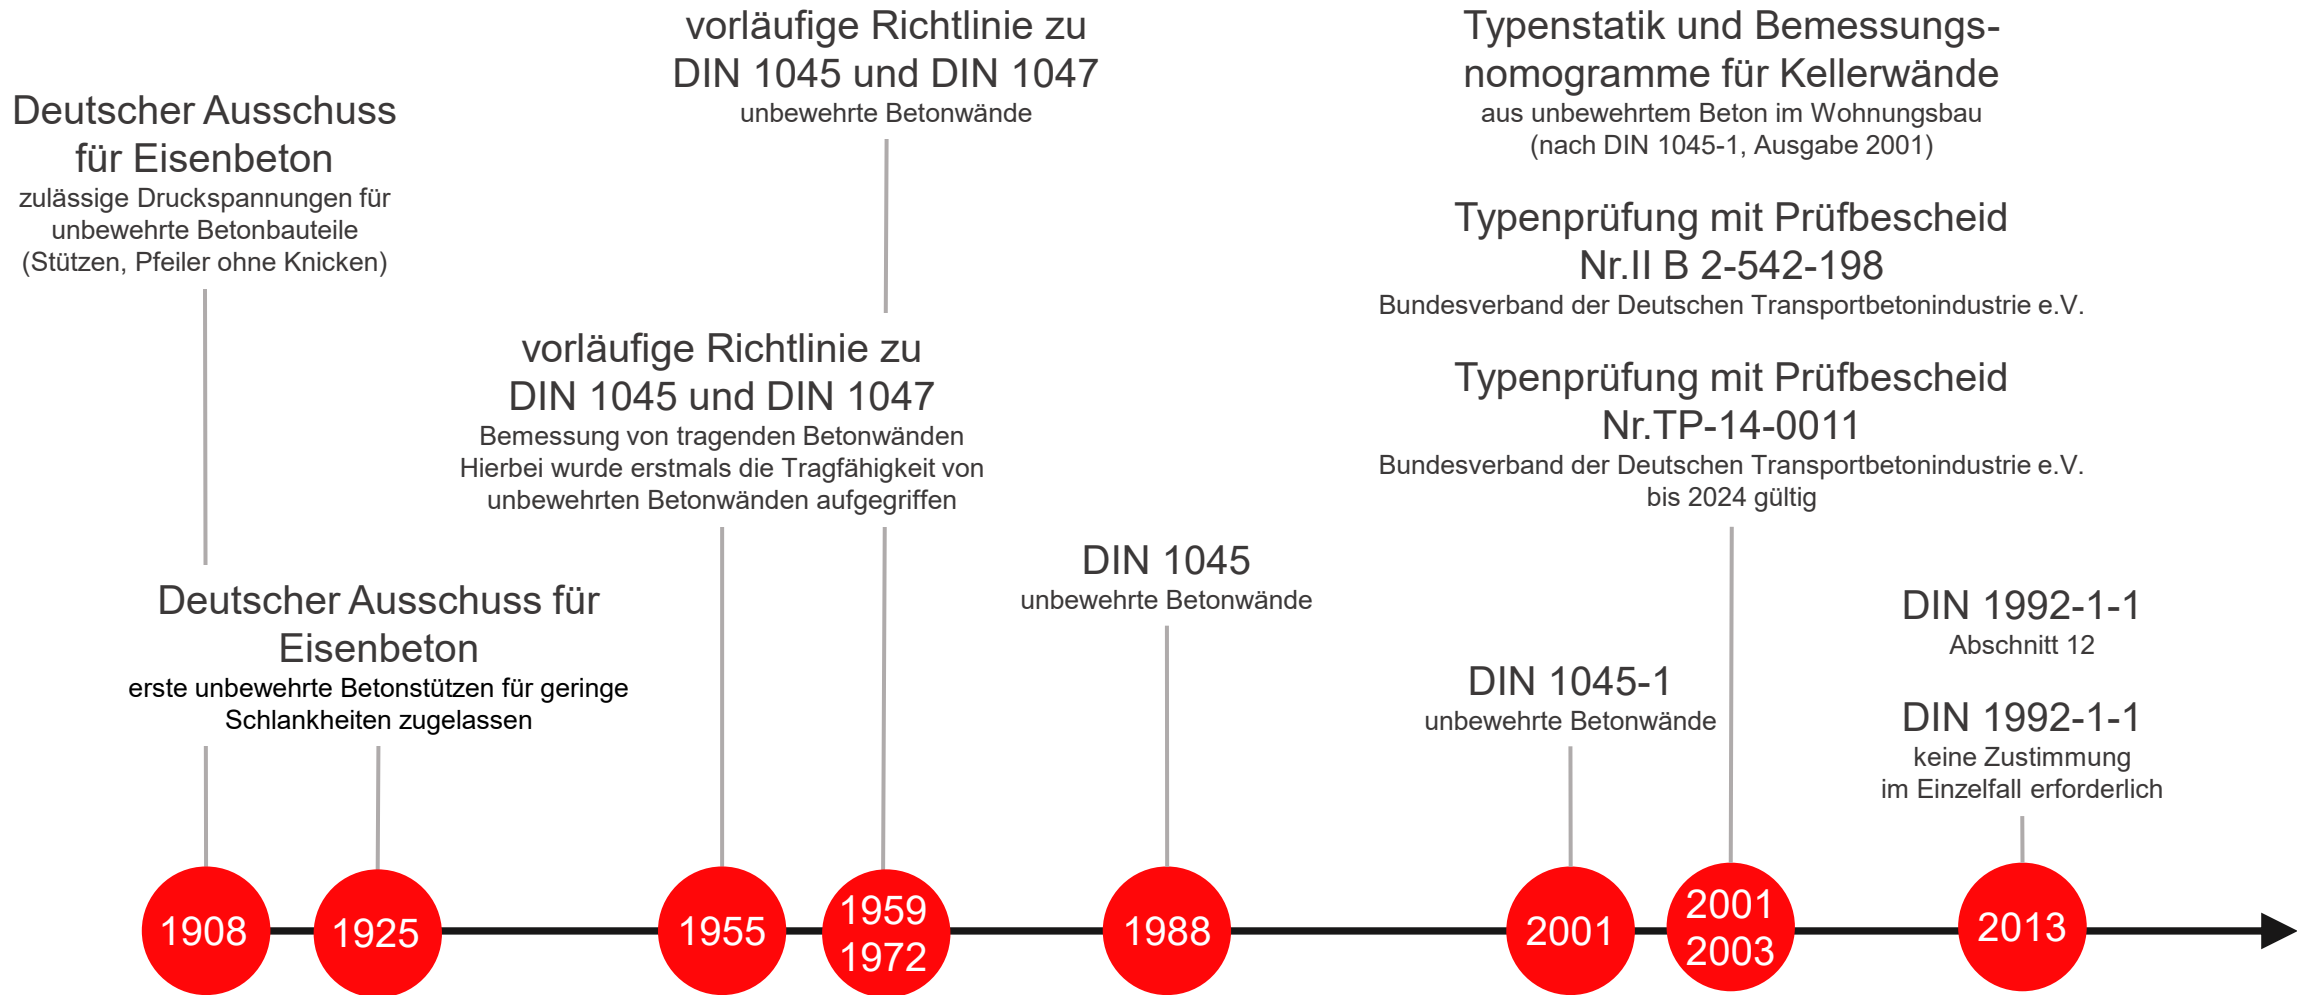 Deutscher Ausschuss
für Eisenbeton
zulässige Druckspannungen für
unbewehrte Betonbauteile
(Stützen, Pfeiler ohne Knicken)
Deutscher Ausschuss für
Eisenbeton
erste unbewehrte Betonstützen für geringe
Schlankheiten zugelassen
vorläufige Richtlinie zu
DIN 1045 und DIN 1047
Bemessung von tragenden Betonwänden
Hierbei wurde erstmals die Tragfähigkeit von
unbewehrten Betonwänden aufgegriffen
vorläufige Richtlinie zu
DIN 1045 und DIN 1047
unbewehrte Betonwände
DIN 1045
unbewehrte Betonwände
DIN 1045-1
unbewehrte Betonwände
Typenstatik und Bemessungs-
nomogramme für Kellerwände
aus unbewehrtem Beton im Wohnungsbau
(nach DIN 1045-1, Ausgabe 2001)
Typenprüfung mit Prüfbescheid
Nr.II B 2-542-198
Bundesverband der Deutschen Transportbetonindustrie e.V.
Typenprüfung mit Prüfbescheid
Nr.TP-14-0011
Bundesverband der Deutschen Transportbetonindustrie e.V.
bis 2024 gültig
DIN 1992-1-1
Abschnitt 12
DIN 1992-1-1
keine Zustimmung
im Einzelfall erforderlich
1908
1925
1955
1959
1972
1988
2001
2001
2003
2013